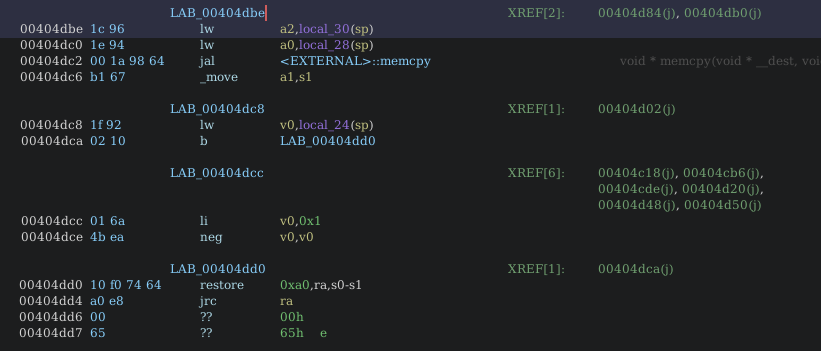 LAB_00404dbe XREF[2]: 00404d84(j), 00404db0(j)
00404dbe 1c 96 lw a2,local_30(sp)
00404dc0 1e 94 lw a0,local_28(sp)
00404dc2 00 1a 98 64 jal <EXTERNAL>::memcpy void * memcpy(void * __dest, voi
00404dc6 b1 67 _move a1,s1
LAB_00404dc8 XREF[1]: 00404d02(j)
00404dc8 1f 92 lw v0,local_24(sp)
00404dca 02 10 b LAB_00404dd0
LAB_00404dcc XREF[6]: 00404c18(j), 00404cb6(j),
00404cde(j), 00404d20(j),
00404d48(j), 00404d50(j)
00404dcc 01 6a li v0,0x1
00404dce 4b ea neg v0,v0
LAB_00404dd0 XREF[1]: 00404dca(j)
00404dd0 10 f0 74 64 restore 0xa0,ra,s0-s1
00404dd4 a0 e8 jrc ra
00404dd6 00 ?? 00h
00404dd7 65 ?? 65h e